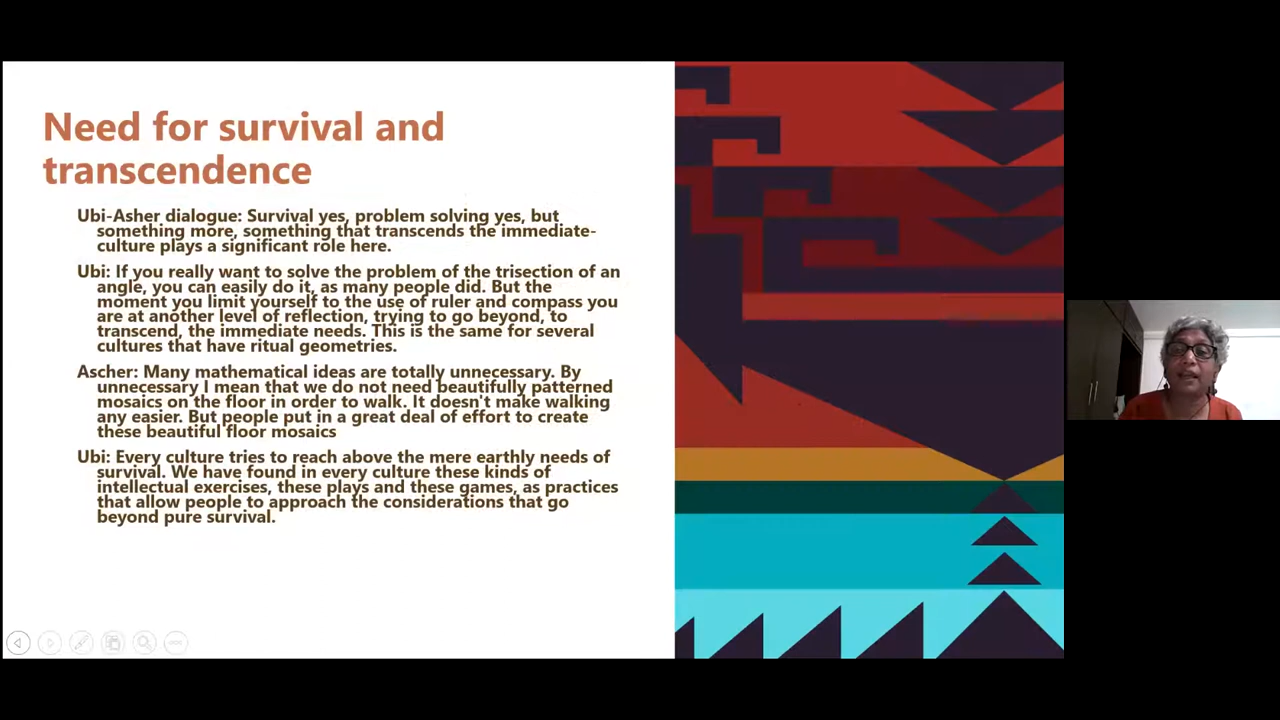 Need for survival and
transcendence
Ubi-Asher dialogue: Survival yes, problem solving yes, but
something more, something that transcends the immediate-
culture plays a significant role here.
Ubi: If you really want to solve the problem of the trisection of an
angle, you can easily do it, as many people did. But the
moment you limit yourself to the use of ruler and compass you
are at another level of reflection, trying to go beyond, to
transcend, the immediate needs. This is the same for several
cultures that have ritual geometries.
Ascher: Many mathematical ideas are totally unnecessary. By
unnecessary I mean that we do not need beautifully patterned
mosaics on the floor in order to walk. It doesn't make walking
any easier. But people put in a great deal of effort to create
these beautiful floor mosaics
Ubi: Every culture tries to reach above the mere earthly needs of
survival. We have found in every culture these kinds of
intellectual exercises, these plays and these games, as practices
that allow people to approach the considerations that go
beyond pure survival.